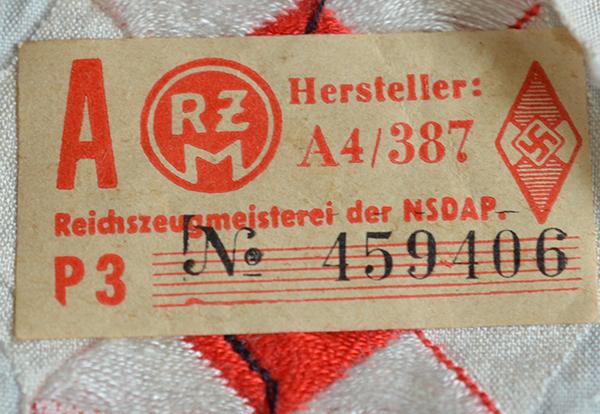 A RZM Hersteller:
A4/387
Reichszeugmeisterei der NSDAP.
P3 № 459406